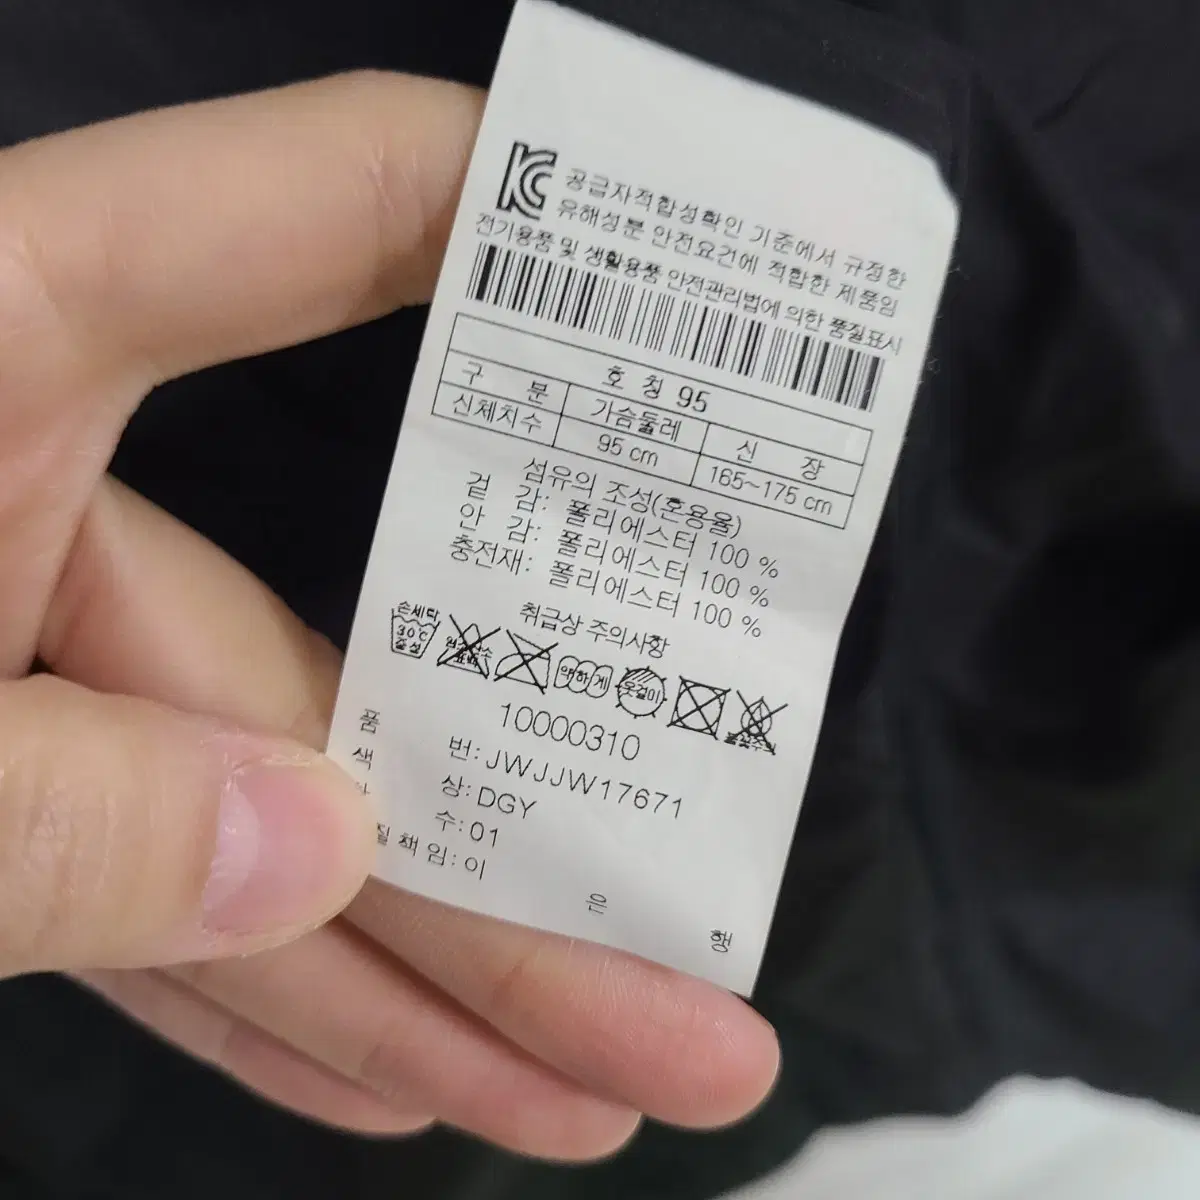 KC 공급자적합성확인 기준에서 규정한
유해성분 안전요건에 적합한 제품임
전기용품 및 생활용품 안전관리법에 의한 품질표시
호 칭 95
구 분 가슴둘레 신 장
신체치수 95 cm 165~175 cm
섬유의 조성(혼용율)
겉 감: 폴리에스터 100 %
안 감: 폴리에스터 100 %
충전재: 폴리에스터 100 %
취급상 주의사항
손세탁
30℃
중성
약하게
옷걸이
10000310
품 번: JWJJW17671
색 상: DGY
수: 01
질 책 임: 이 은 행